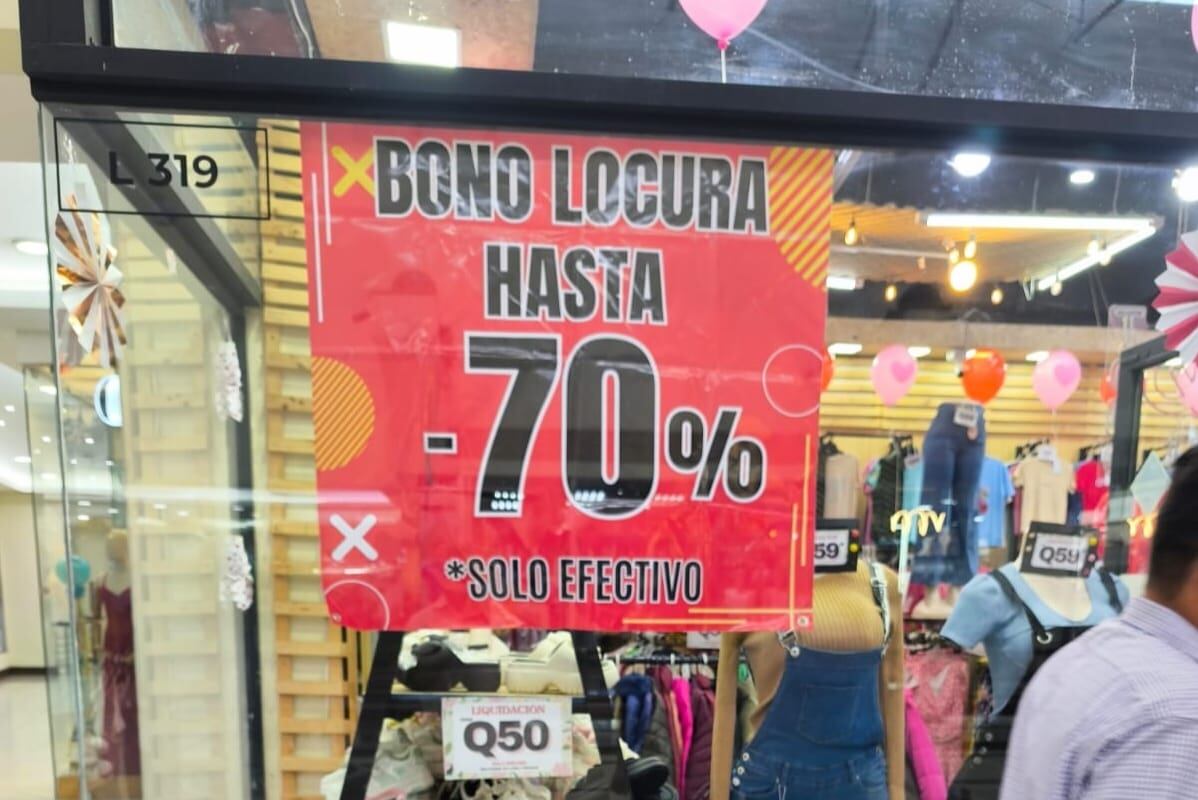 L 319
BONO LOCURA
HASTA
-70%
*SOLO EFECTIVO
59
Q59
LIQUIDACION
Q50